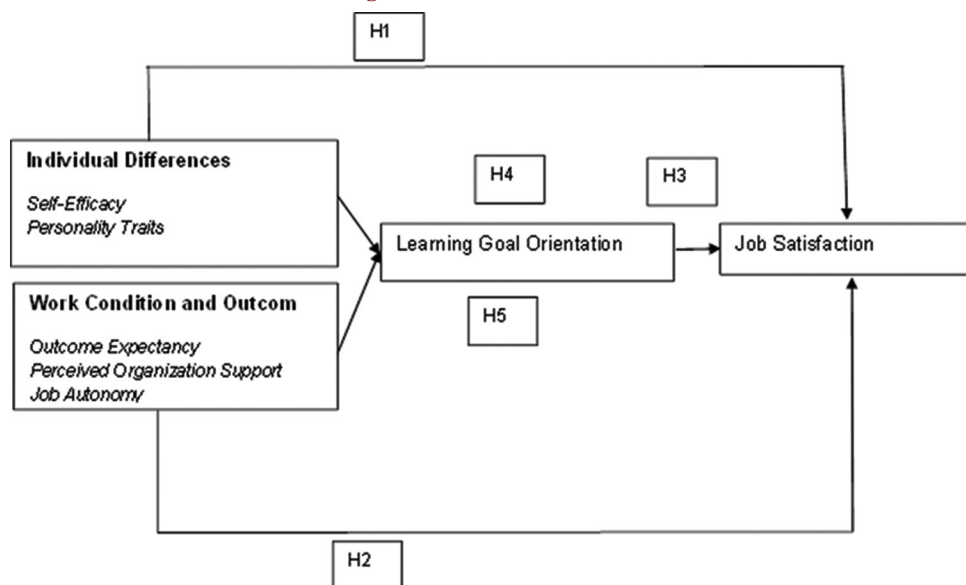 H1
Individual Differences
Self-Efficacy
Personality Traits
H4
H3
Learning Goal Orientation
Job Satisfaction
Work Condition and Outcom
Outcome Expectancy
Perceived Organization Support
Job Autonomy
H5
H2